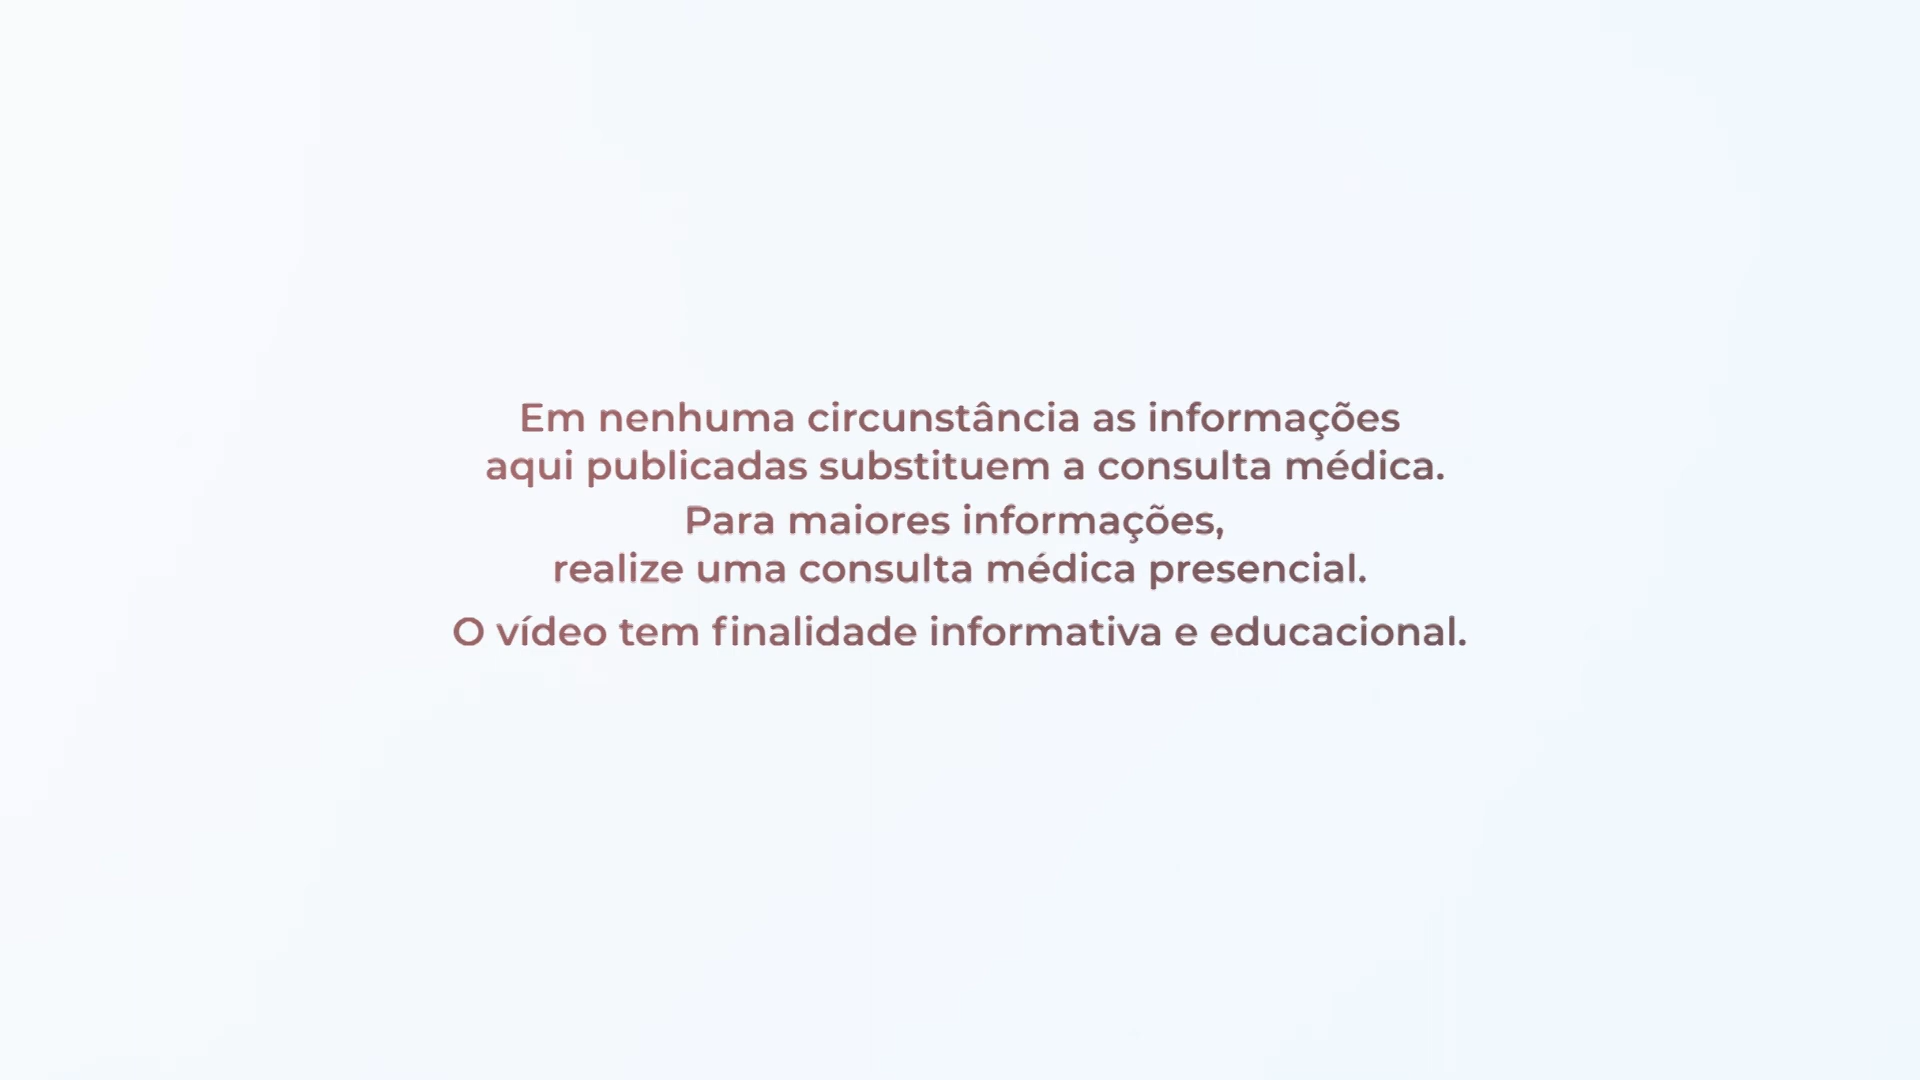 Em nenhuma circunstância as informações
aqui publicadas substituem a consulta médica.
Para maiores informações,
realize uma consulta médica presencial.
O vídeo tem finalidade informativa e educacional.